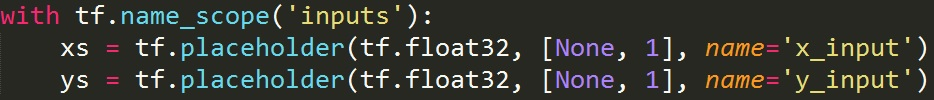 with tf.name_scope('inputs'):
    xs = tf.placeholder(tf.float32, [None, 1], name='x_input')
    ys = tf.placeholder(tf.float32, [None, 1], name='y_input')